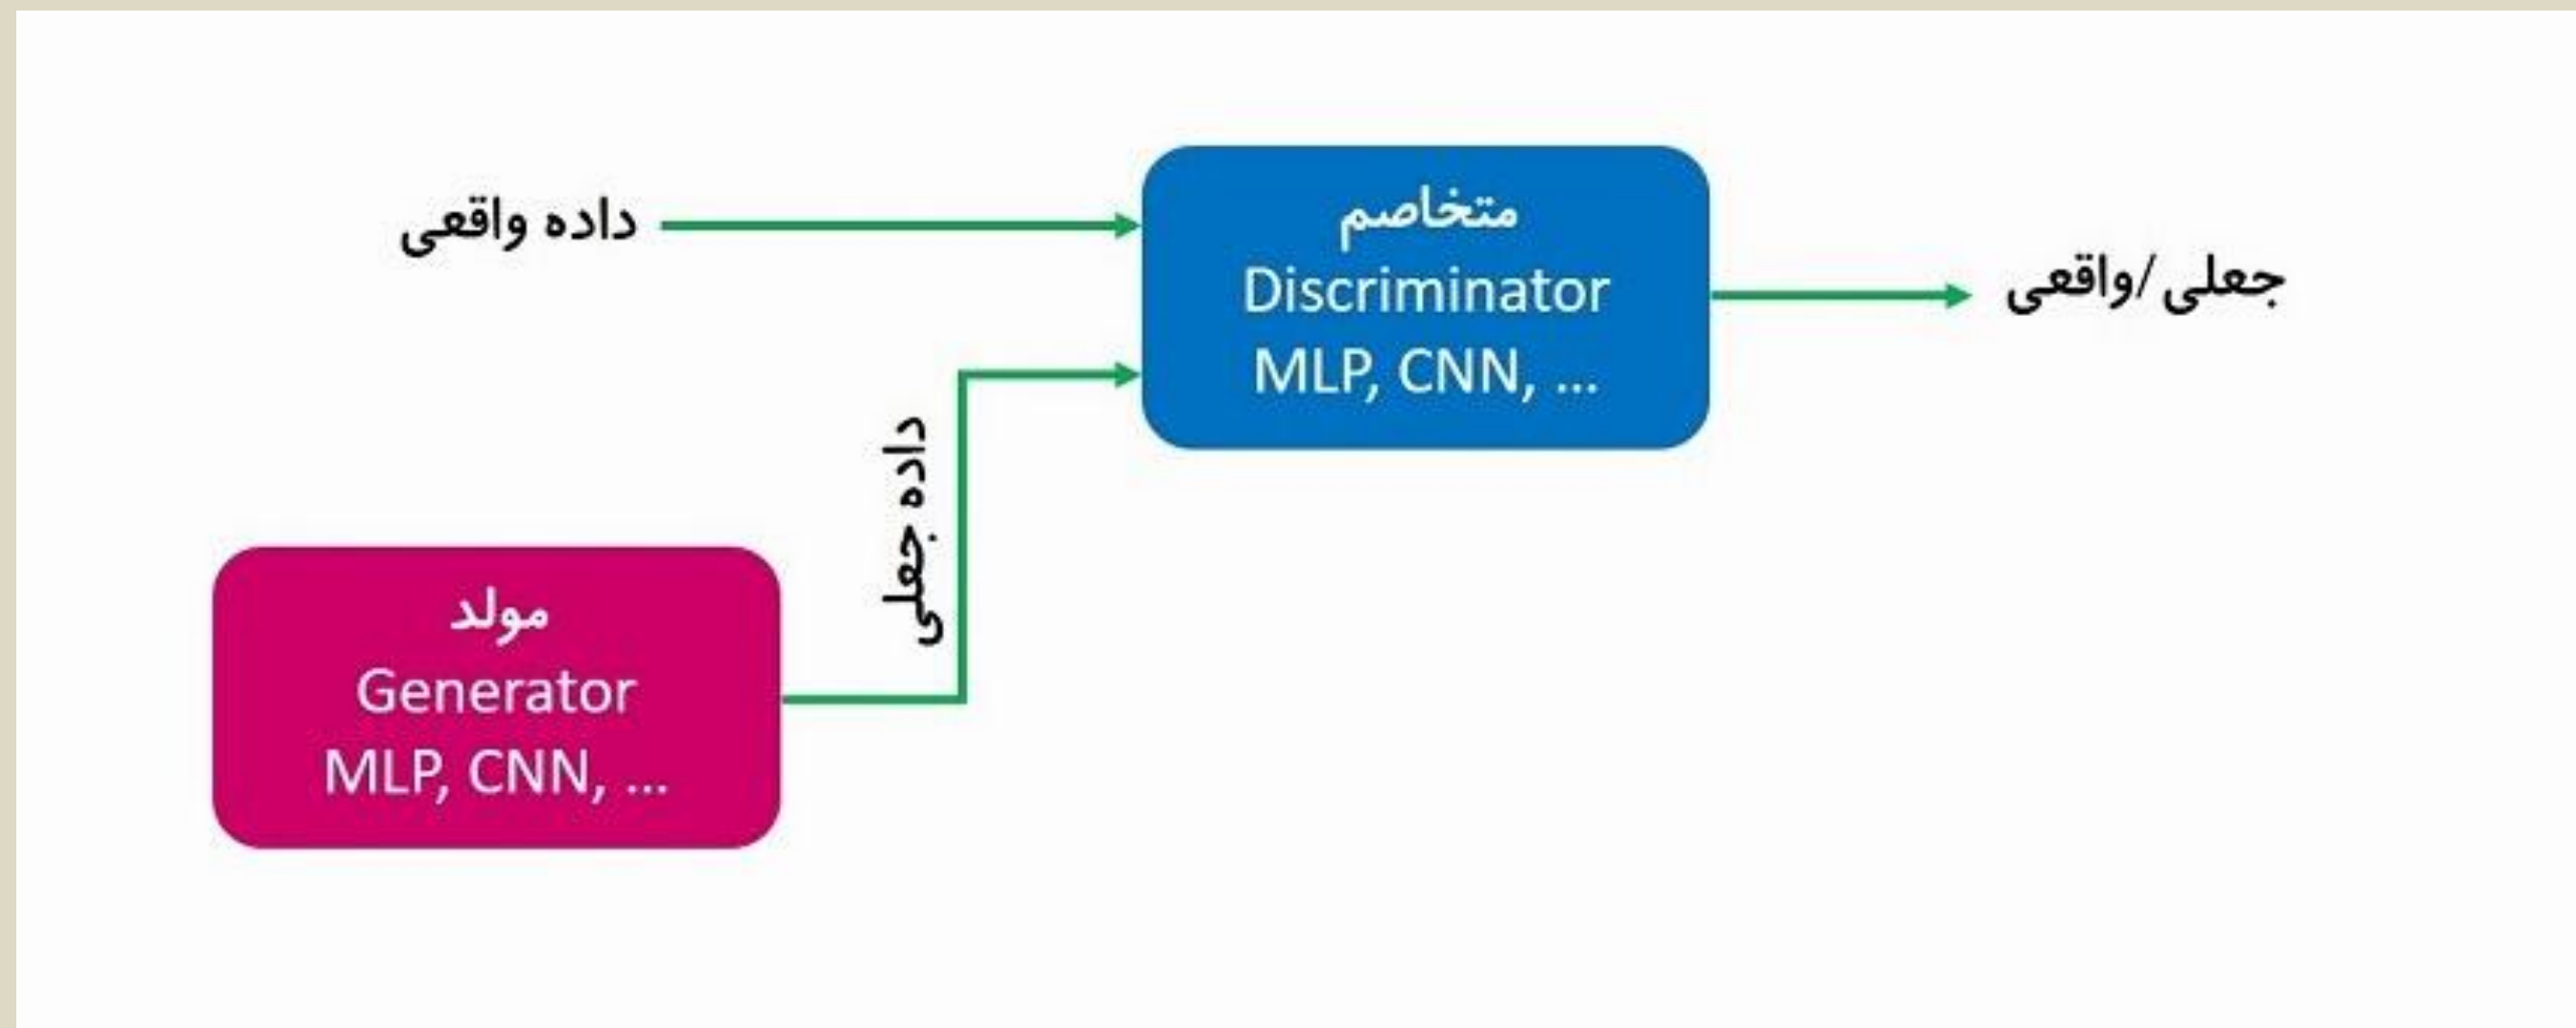 داده واقعی
متخاصم
Discriminator
MLP, CNN, ...
جعلی/واقعی
داده جعلی
مولد
Generator
MLP, CNN, ...